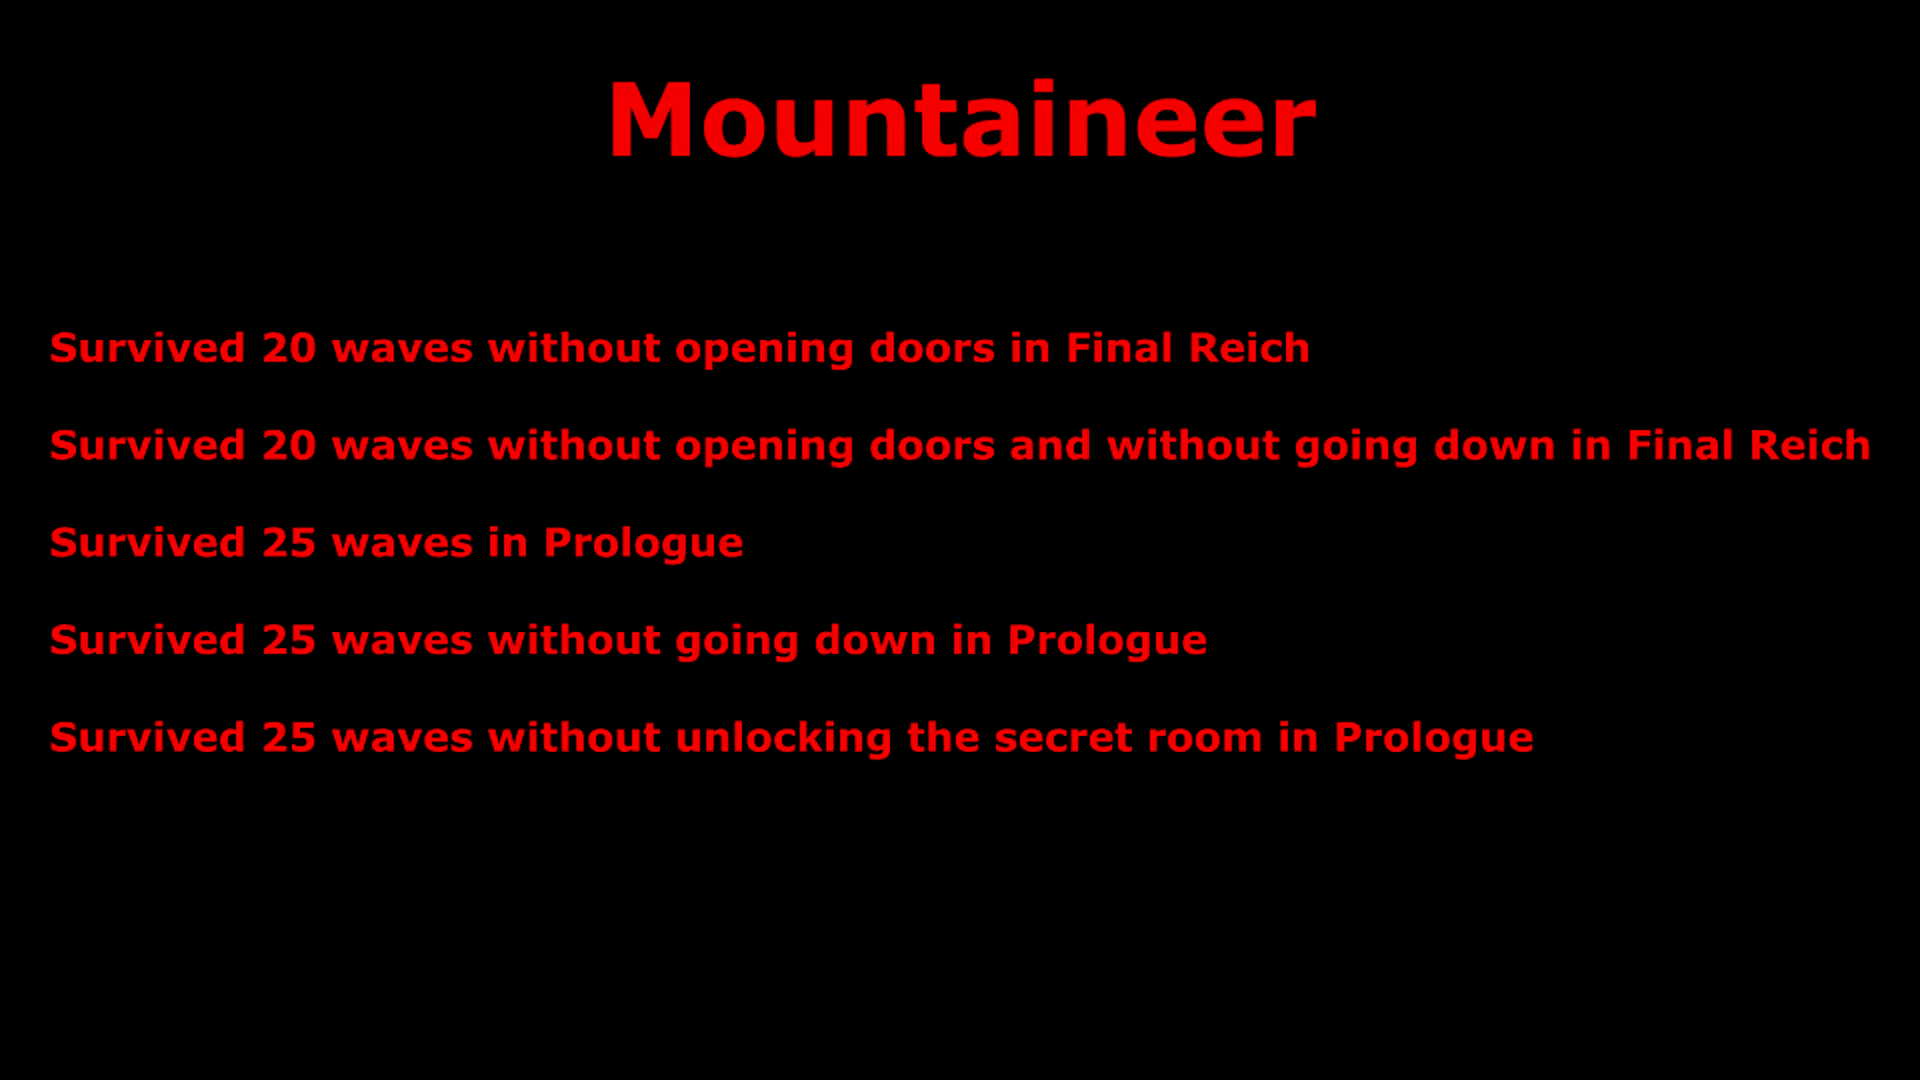 Mountaineer
Survived 20 waves without opening doors in Final Reich
Survived 20 waves without opening doors and without going down in Final Reich
Survived 25 waves in Prologue
Survived 25 waves without going down in Prologue
Survived 25 waves without unlocking the secret room in Prologue